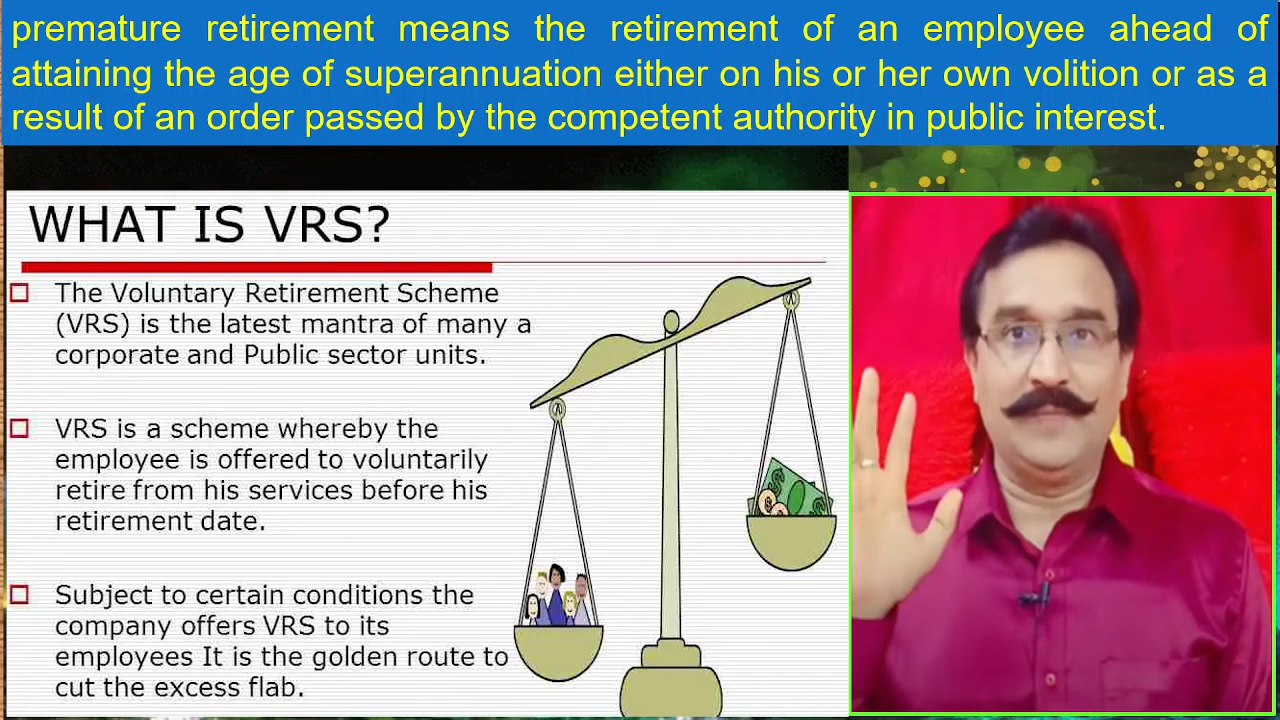 premature retirement means the retirement of an employee ahead of
attaining the age of superannuation either on his or her own volition or as a
result of an order passed by the competent authority in public interest.
WHAT IS VRS?
The Voluntary Retirement Scheme
(VRS) is the latest mantra of many a
corporate and Public sector units.
VRS is a scheme whereby the
employee is offered to voluntarily
retire from his services before his
retirement date.
Subject to certain conditions the
company offers VRS to its
employees It is the golden route to
cut the excess flab.